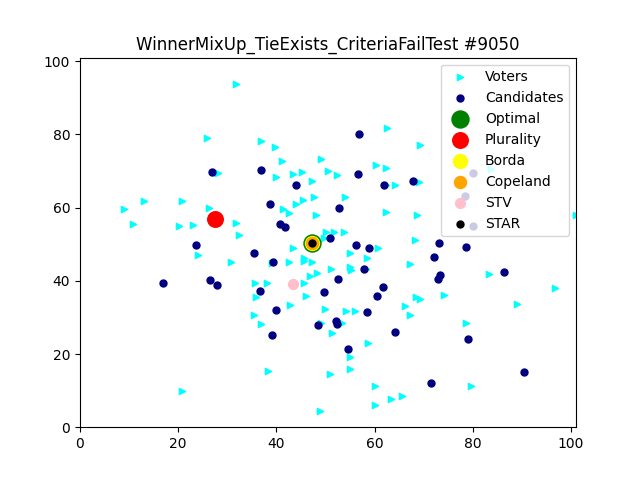 WinnerMixUp_TieExists_CriteriaFailTest #9050
100
80
60
40
20
0
0
20
40
60
80
100
Voters
Candidates
Optimal
Plurality
Borda
Copeland
STV
STAR